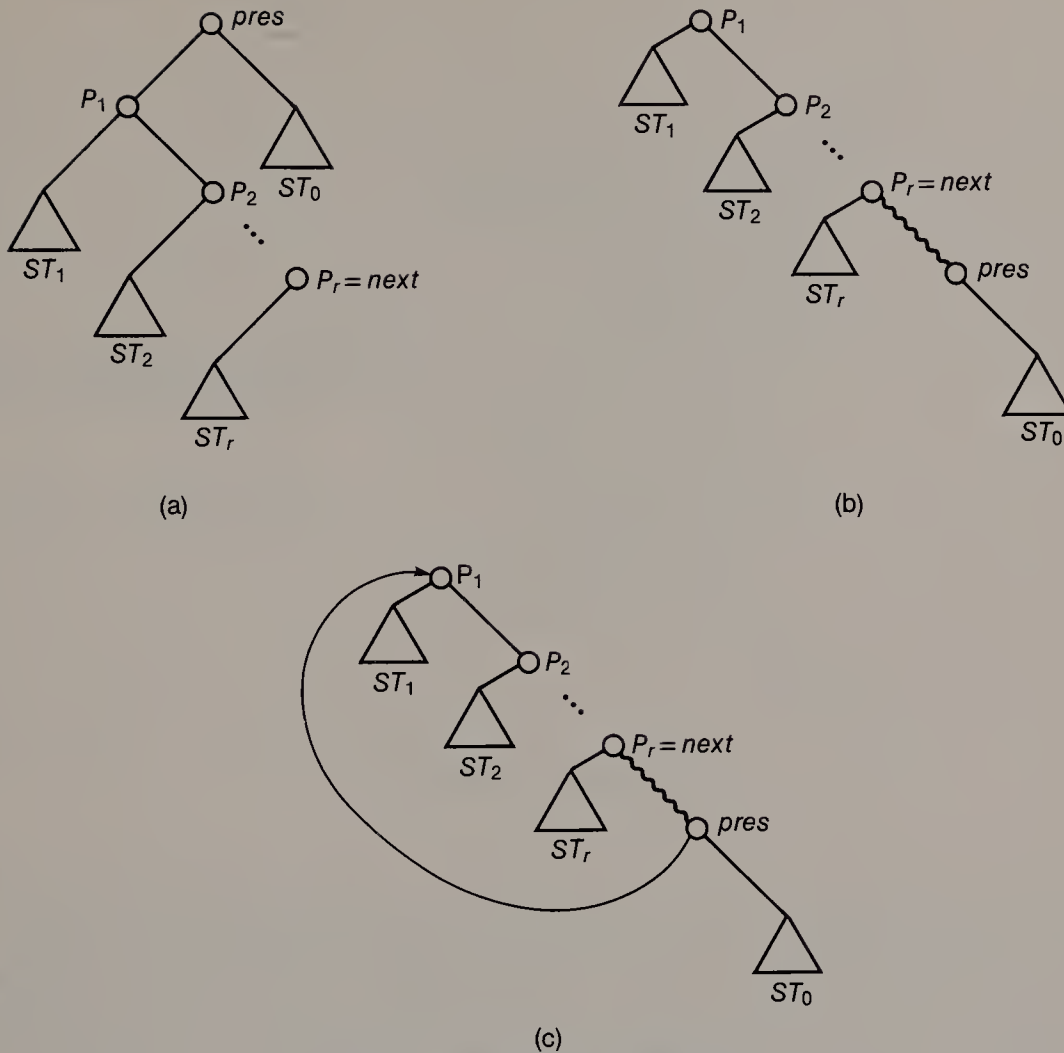 pres
P₁
ST₀
P₂
ST₁
Pᵣ = next
ST₂
STᵣ
(a)
P₁
P₂
ST₁
ST₂
Pᵣ = next
STᵣ
pres
ST₀
(b)
P₁
P₂
ST₁
ST₂
Pᵣ = next
STᵣ
pres
ST₀
(c)